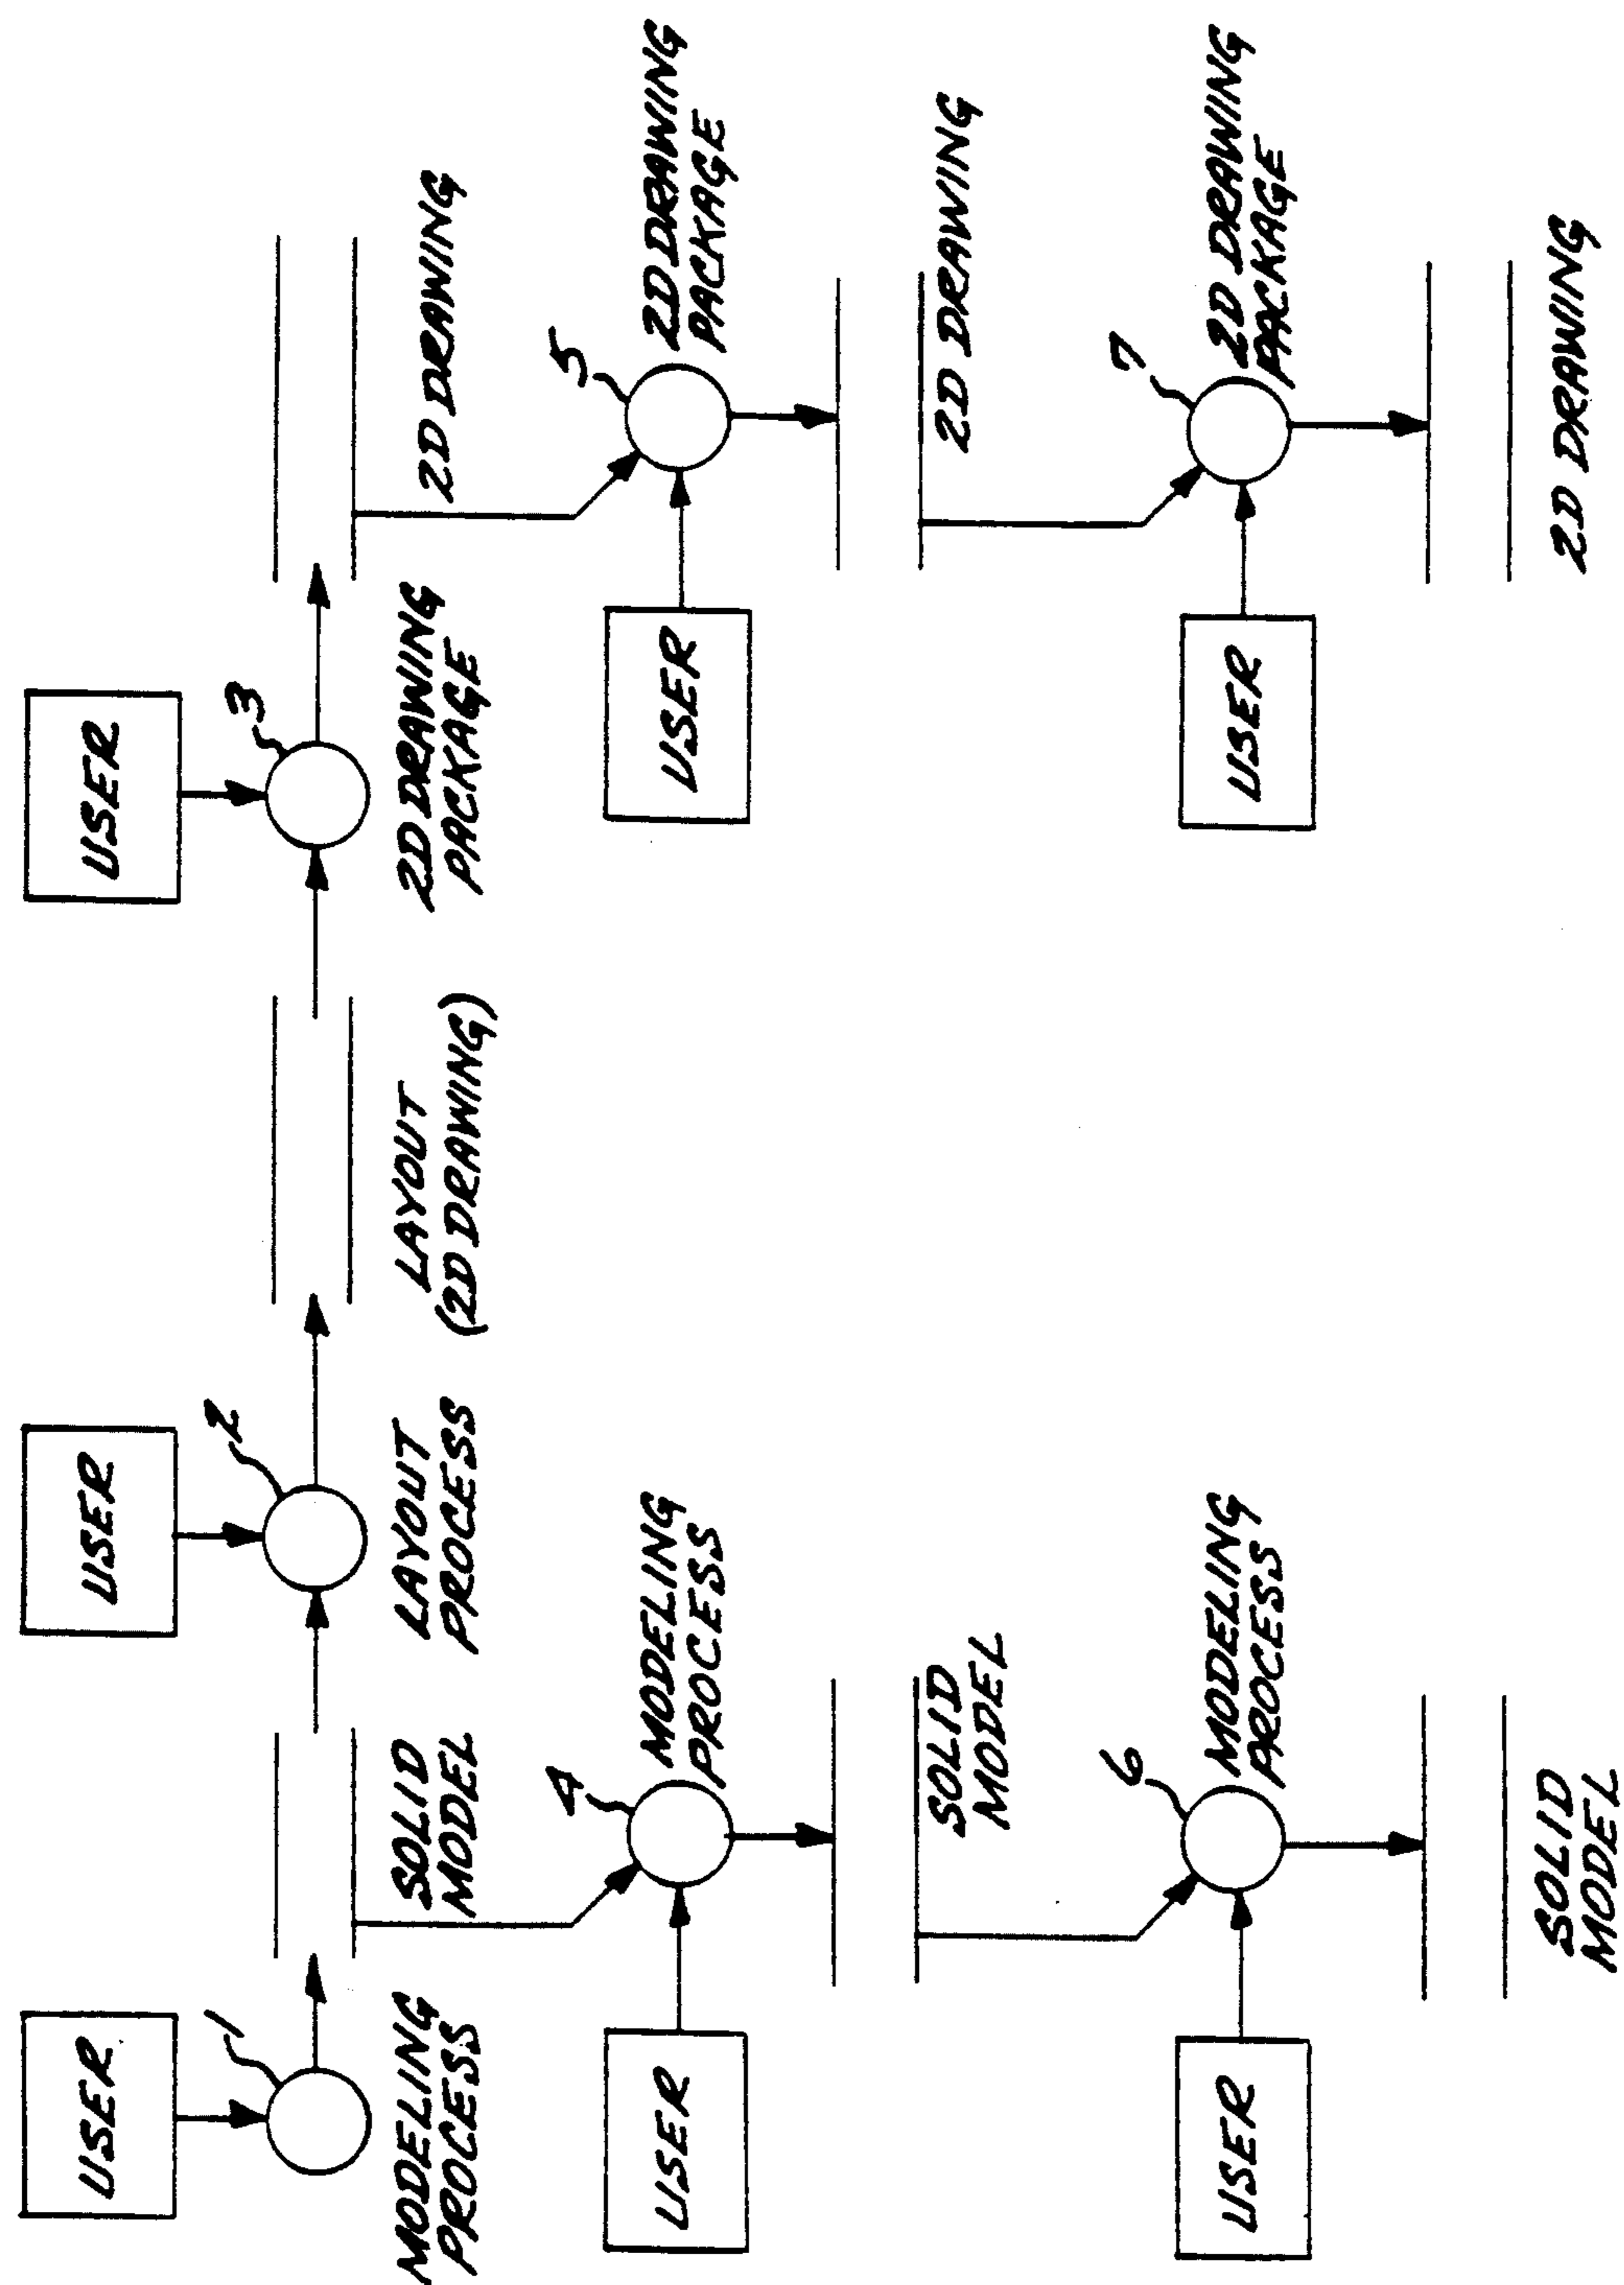 USER
USER
USER
1
2
3
MODELING
PROCESS
SOLID
MODEL
LAYOUT
PROCESS
LAYOUT
(2D DRAWING)
2D DRAWING
PACKAGE
2D DRAWING
4
5
USER
MODELING
PROCESS
USER
2D DRAWING
PACKAGE
SOLID
MODEL
2D DRAWING
6
7
USER
MODELING
PROCESS
USER
2D DRAWING
PACKAGE
SOLID
MODEL
2D DRAWING